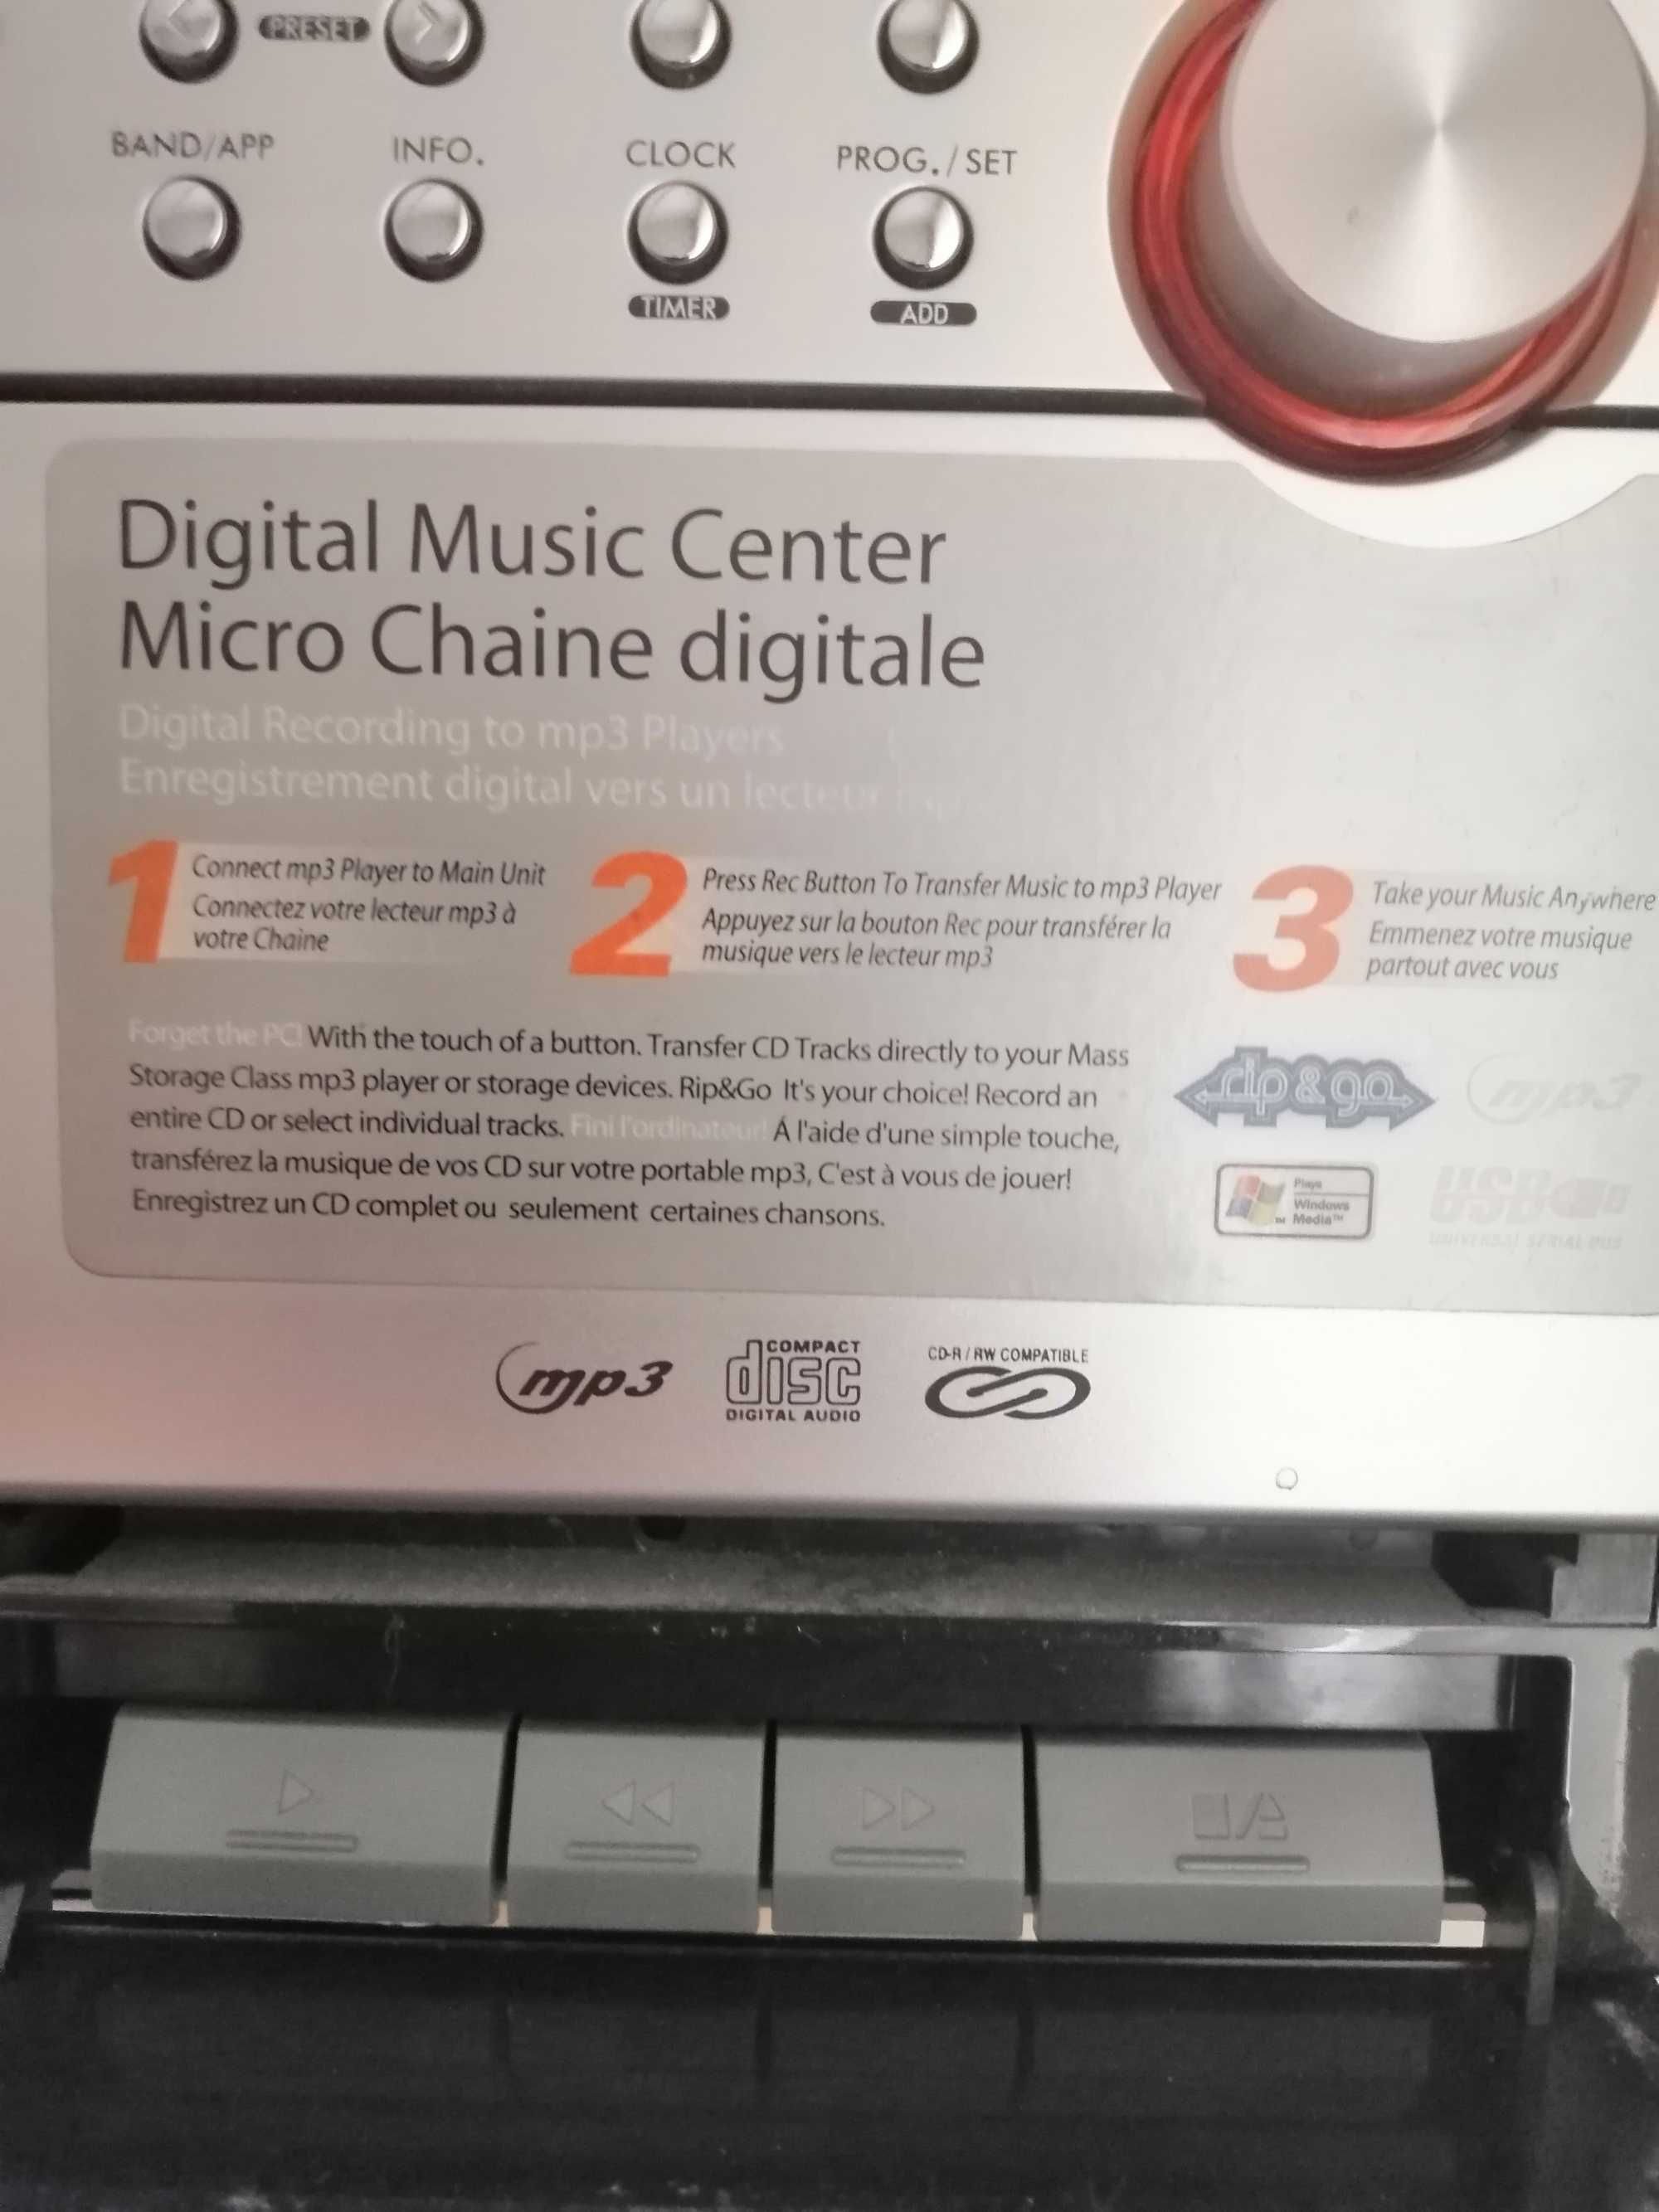 PRESET
BAND/APP
INFO.
CLOCK
PROG./SET
TIMER
ADD
Digital Music Center
Micro Chaine digitale
Digital Recording to mp3 Players
Enregistrement digital vers un lecteur
1
Connect mp3 Player to Main Unit
Connectez votre lecteur mp3 à
votre Chaine
2
Press Rec Button To Transfer Music to mp3 Player
Appuyez sur la bouton Rec pour transférer la
musique vers le lecteur mp3
3
Take your Music Anywhere
Emmenez votre musique
partout avec vous
Forget the PC! With the touch of a button. Transfer CD Tracks directly to your Mass
Storage Class mp3 player or storage devices. Rip&Go It's your choice! Record an
entire CD or select individual tracks. Fini l'ordinateur! Á l'aide d'une simple touche,
transférez la musique de vos CD sur votre portable mp3, C'est à vous de jouer!
Enregistrez un CD complet ou seulement certaines chansons.
rip&go
mp3
Plays
Windows
Media™
USB
UNIVERSAL SERIAL BUS
mp3
COMPACT
disc
DIGITAL AUDIO
CD-R / RW COMPATIBLE